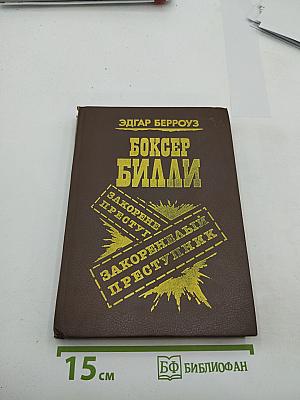 ЭДГАР БЕРРОУЗ
БОКСЕР
БИЛЛИ
ЗАКОРЕНЕ
ПРЕСТУП
ЗАКОРЕНЕЛЫЙ
ПРЕСТУПНИК
15 см
БФ БИБЛИОФАН